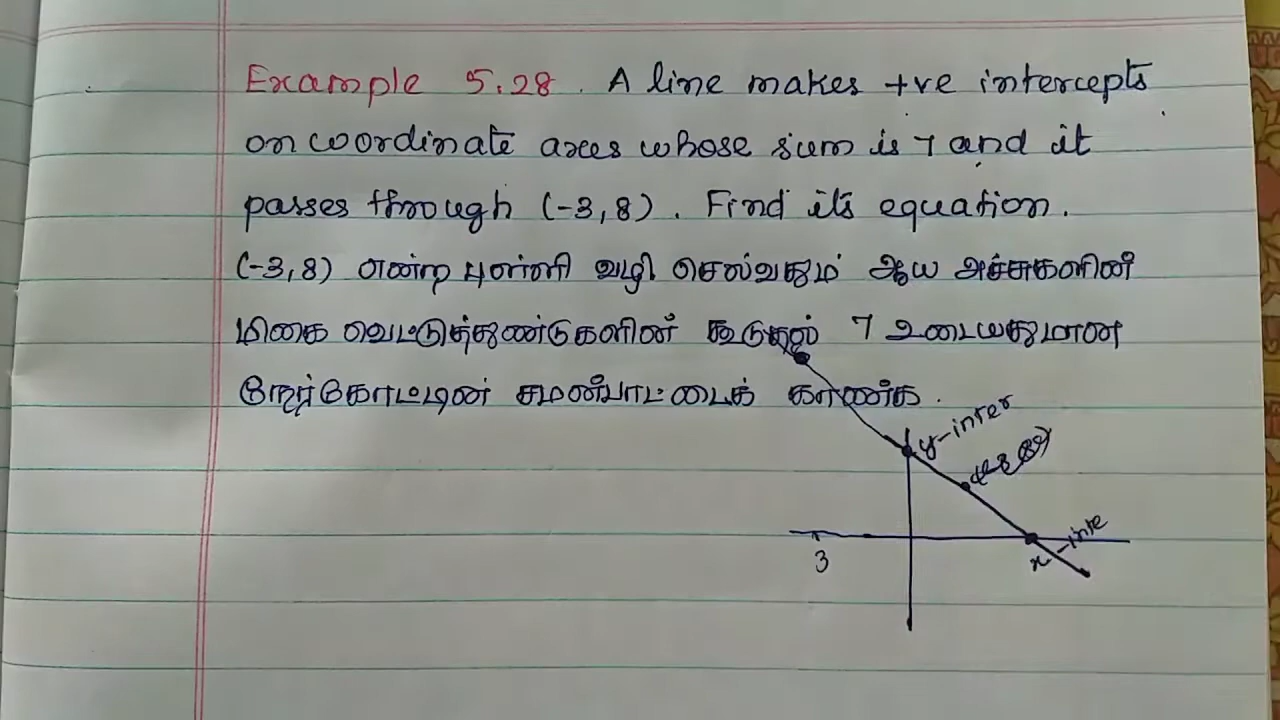 Example 5.28. A line makes +ve intercepts
on coordinate axes whose sum is 7 and it
passes through (-3,8). Find its equation.
(-3,8) என்ற புள்ளி வழி செல்வதும் ஆய அச்சுகளின்
மிகை வெட்டுத்துண்டுகளின் கூடுதல் 7 உடையதுமான
நேர்கோட்டின் சமன்பாட்டைக் காண்க.
y-inter
x-inte
3